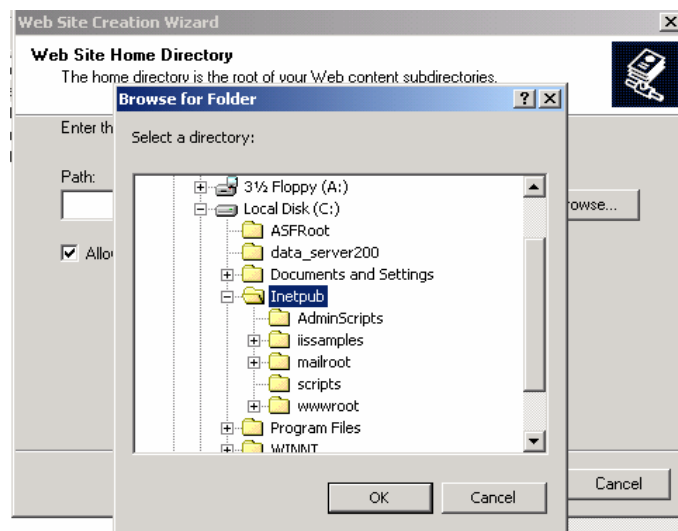 Web Site Creation Wizard
Web Site Home Directory
The home directory is the root of your Web content subdirectories.
Browse for Folder
Enter th
Select a directory:
Path:
3½ Floppy (A:)
Local Disk (C:)
owse...
ASFRoot
data_server200
Allo
Documents and Settings
Inetpub
AdminScripts
iissamples
mailroot
scripts
wwwroot
Program Files
WINNT
OK
Cancel
Cancel